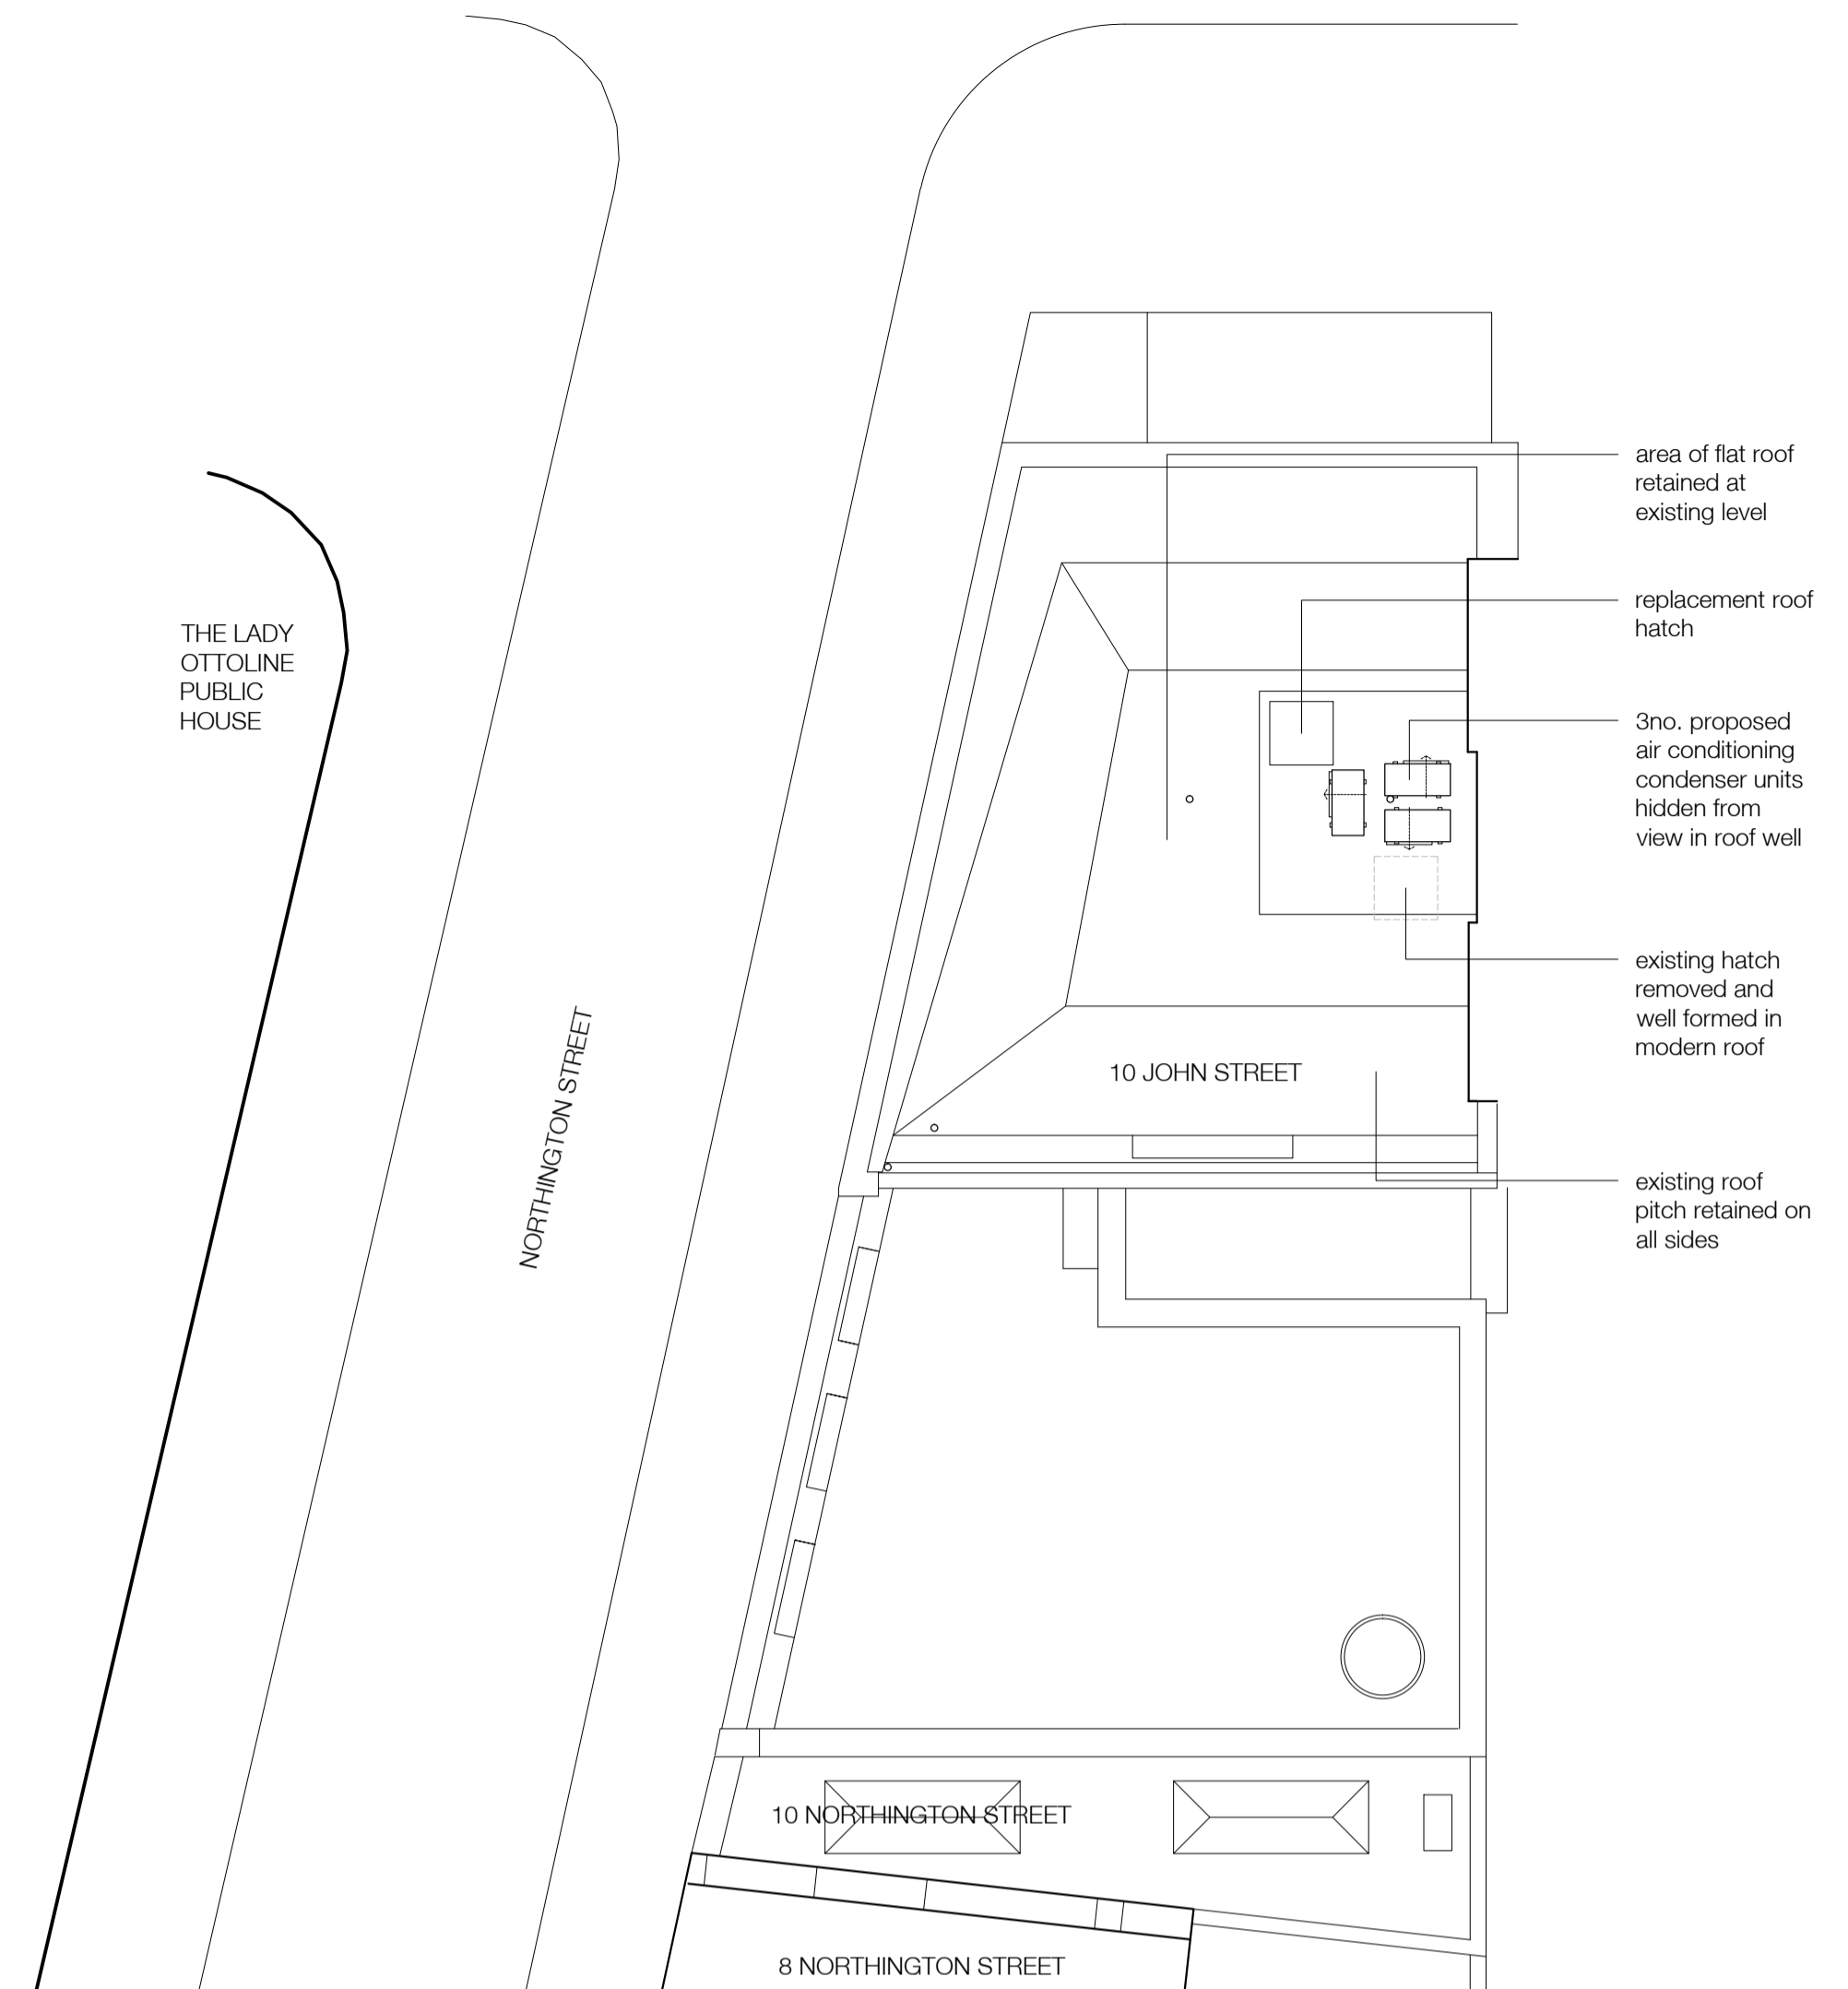 area of flat roof
retained at
existing level
replacement roof
hatch
THE LADY
OTTOLINE
PUBLIC
HOUSE
3no. proposed
air conditioning
condenser units
hidden from
view in roof well
existing hatch
removed and
well formed in
modern roof
NORTHINGTON STREET
10 JOHN STREET
existing roof
pitch retained on
all sides
10 NORTHINGTON STREET
8 NORTHINGTON STREET